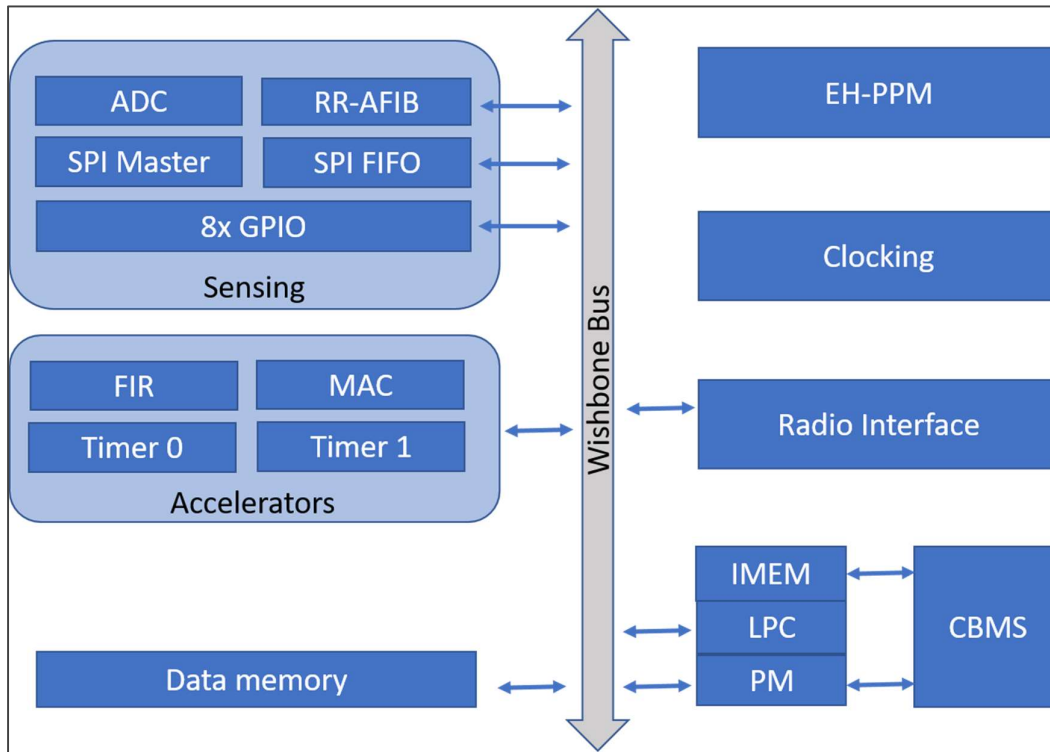 ADC
RR-AFIB
SPI Master
SPI FIFO
8x GPIO
Sensing
FIR
MAC
Timer 0
Timer 1
Accelerators
Data memory
Wishbone Bus
EH-PPM
Clocking
Radio Interface
IMEM
LPC
PM
CBMS